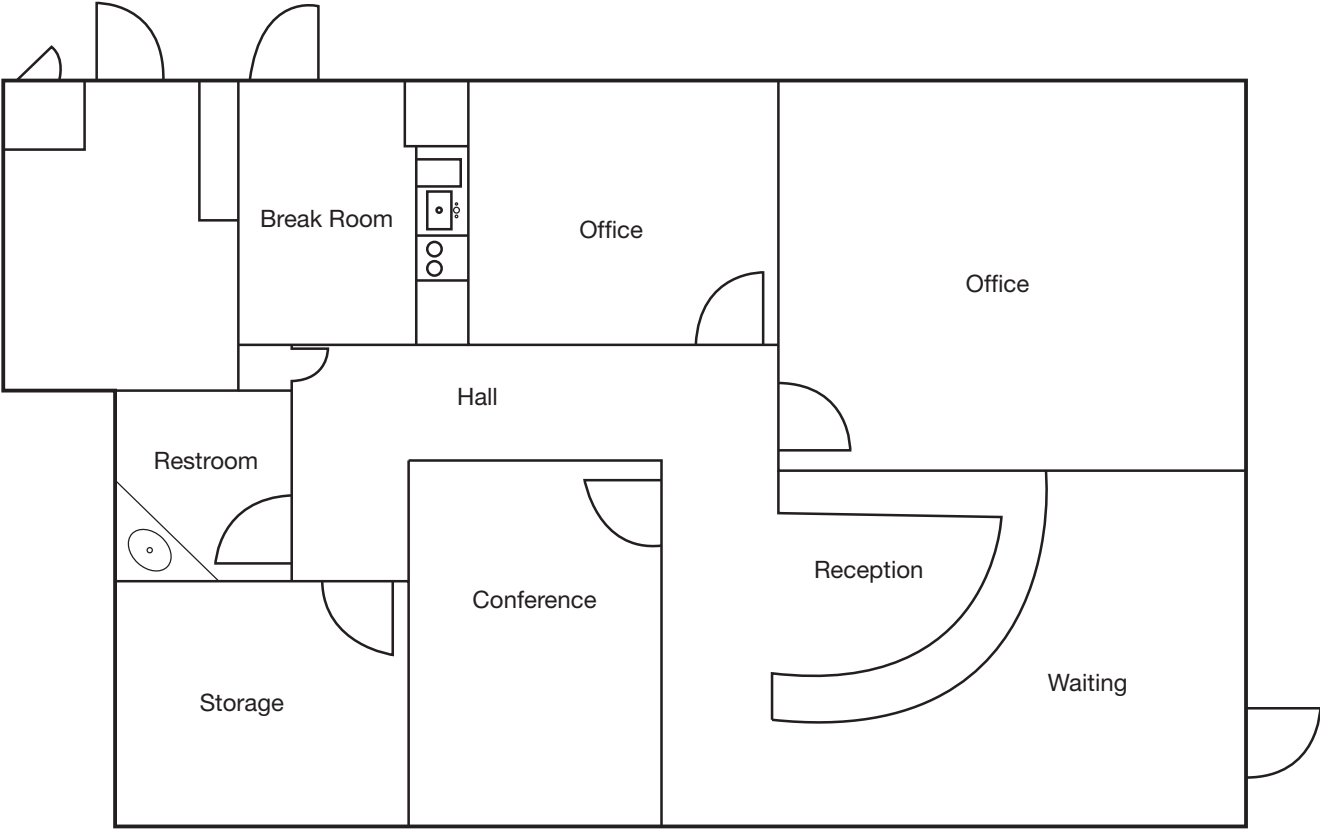 Break Room
Office
Office
Hall
Restroom
Reception
Conference
Waiting
Storage